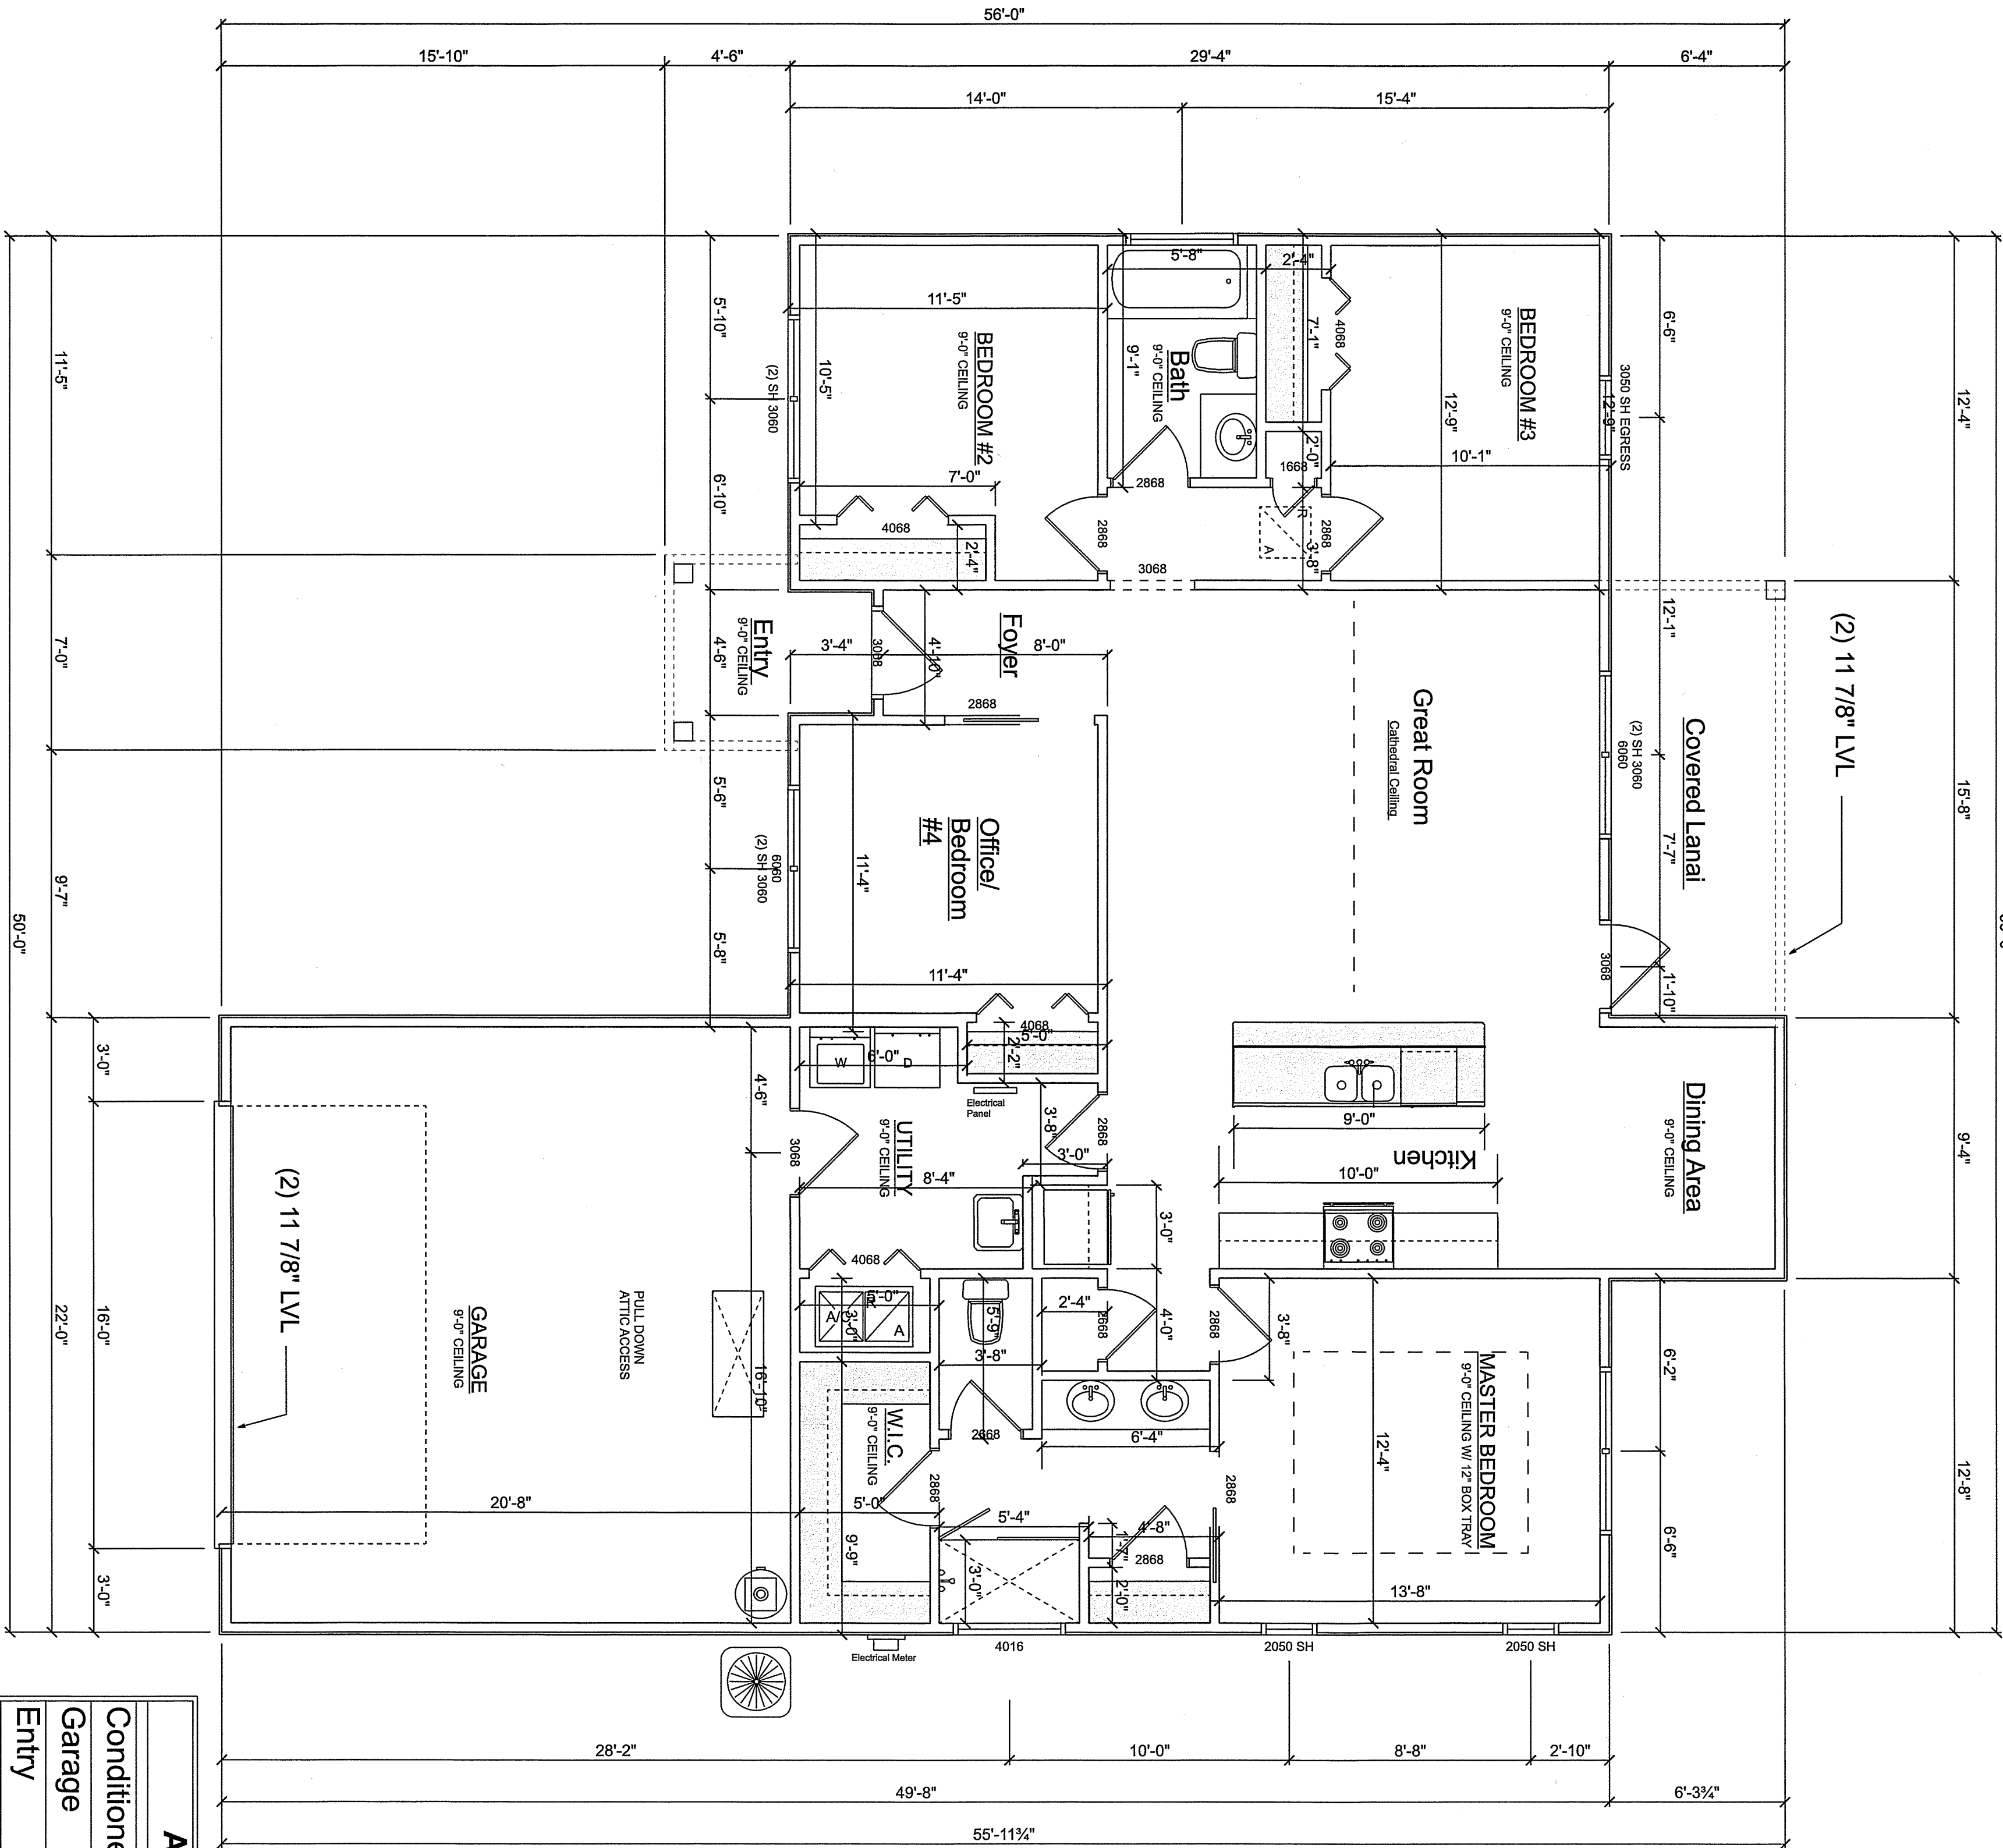 56'-0"
15'-10"
4'-6"
29'-4"
6'-4"
14'-0"
15'-4"
5'-8"
2'-4"
11'-5"
BEDROOM #2
9'-0" CEILING
10'-5"
(2) SH 3060
7'-0"
4068
2'-4"
Bath
9'-0" CEILING
9'-1"
2868
2868
7'-1"
4068
2'-0"
1668
R
A
3'-8"
2868
3068
BEDROOM #3
9'-0" CEILING
12'-9"
12'-9"
10'-1"
3050 SH EGRESS
6'-6"
12'-4"
5'-10"
6'-10"
11'-5"
7'-0"
4'-6"
Entry
9'-0" CEILING
3'-4"
3068
4'-10"
Foyer
8'-0"
2868
Great Room
Cathedral Ceiling
12'-1"
(2) SH 3060
6060
7'-7"
Covered Lanai
(2) 11 7/8" LVL
15'-8"
3068
1'-10"
5'-6"
6060
(2) SH 3060
5'-8"
9'-7"
50'-0"
11'-4"
Office/
Bedroom
#4
11'-4"
4068
5'-0"
2'-2"
6'-0"
W
D
Electrical
Panel
3'-8"
2868
3'-0"
UTILITY
9'-0" CEILING
8'-4"
3068
4'-6"
4068
9'-0"
Kitchen
10'-0"
3'-0"
Dining Area
9'-0" CEILING
9'-4"
3'-0"
16'-0"
22'-0"
3'-0"
(2) 11 7/8" LVL
GARAGE
9'-0" CEILING
PULL DOWN
ATTIC ACCESS
16'-10"
20'-8"
5'-0"
A/C
3'-0"
A
5'-9"
3'-8"
2'-4"
2668
4'-0"
2868
3'-8"
W.I.C.
9'-0" CEILING
2668
6'-4"
2868
5'-0"
9'-9"
5'-4"
3'-0"
4'-8"
1'-7"
2868
2'-0"
2868
MASTER BEDROOM
9'-0" CEILING W/ 12" BOX TRAY
12'-4"
13'-8"
6'-2"
6'-6"
12'-8"
Electrical Meter
4016
2050 SH
2050 SH
28'-2"
10'-0"
8'-8"
2'-10"
49'-8"
6'-3¾"
55'-11¾"
A
Conditione
Garage
Entry